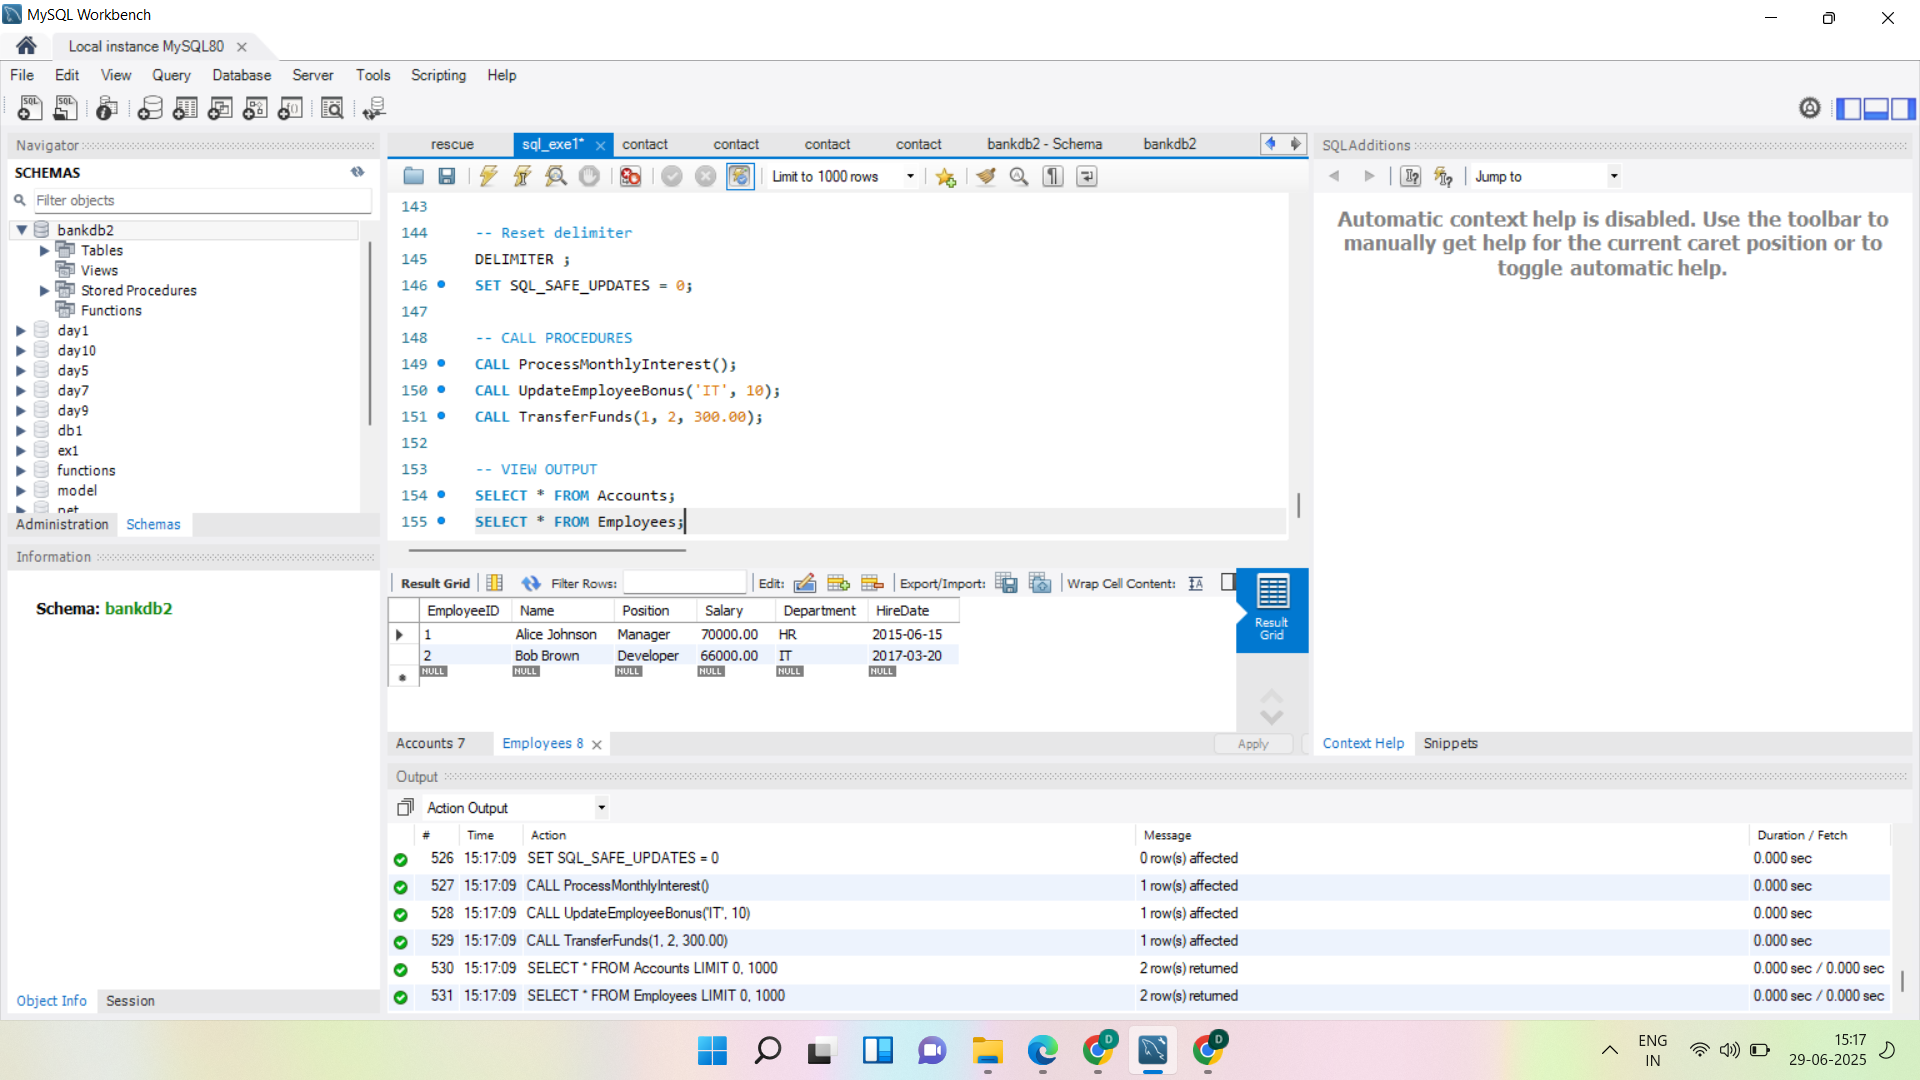 MySQL Workbench
Local instance MySQL80
File Edit View Query Database Server Tools Scripting Help
Navigator
SCHEMAS
Filter objects
bankdb2
Tables
Views
Stored Procedures
Functions
day1
day10
day5
day7
day9
db1
ex1
functions
model
net
Administration Schemas
Information
Schema: bankdb2
Object Info Session
rescue sql_exe1* contact contact contact contact bankdb2 - Schema bankdb2
Limit to 1000 rows
143
144 -- Reset delimiter
145 DELIMITER ;
146 SET SQL_SAFE_UPDATES = 0;
147
148 -- CALL PROCEDURES
149 CALL ProcessMonthlyInterest();
150 CALL UpdateEmployeeBonus('IT', 10);
151 CALL TransferFunds(1, 2, 300.00);
152
153 -- VIEW OUTPUT
154 SELECT * FROM Accounts;
155 SELECT * FROM Employees;
Result Grid Filter Rows: Edit: Export/Import: Wrap Cell Content:
EmployeeID Name Position Salary Department HireDate
1 Alice Johnson Manager 70000.00 HR 2015-06-15
2 Bob Brown Developer 66000.00 IT 2017-03-20
NULL NULL NULL NULL NULL NULL
Result
Grid
Accounts 7 Employees 8 Apply
SQLAdditions
Jump to
Automatic context help is disabled. Use the toolbar to
manually get help for the current caret position or to
toggle automatic help.
Context Help Snippets
Output
Action Output
# Time Action Message Duration / Fetch
526 15:17:09 SET SQL_SAFE_UPDATES = 0 0 row(s) affected 0.000 sec
527 15:17:09 CALL ProcessMonthlyInterest() 1 row(s) affected 0.000 sec
528 15:17:09 CALL UpdateEmployeeBonus('IT', 10) 1 row(s) affected 0.000 sec
529 15:17:09 CALL TransferFunds(1, 2, 300.00) 1 row(s) affected 0.000 sec
530 15:17:09 SELECT * FROM Accounts LIMIT 0, 1000 2 row(s) returned 0.000 sec / 0.000 sec
531 15:17:09 SELECT * FROM Employees LIMIT 0, 1000 2 row(s) returned 0.000 sec / 0.000 sec
ENG
IN
15:17
29-06-2025